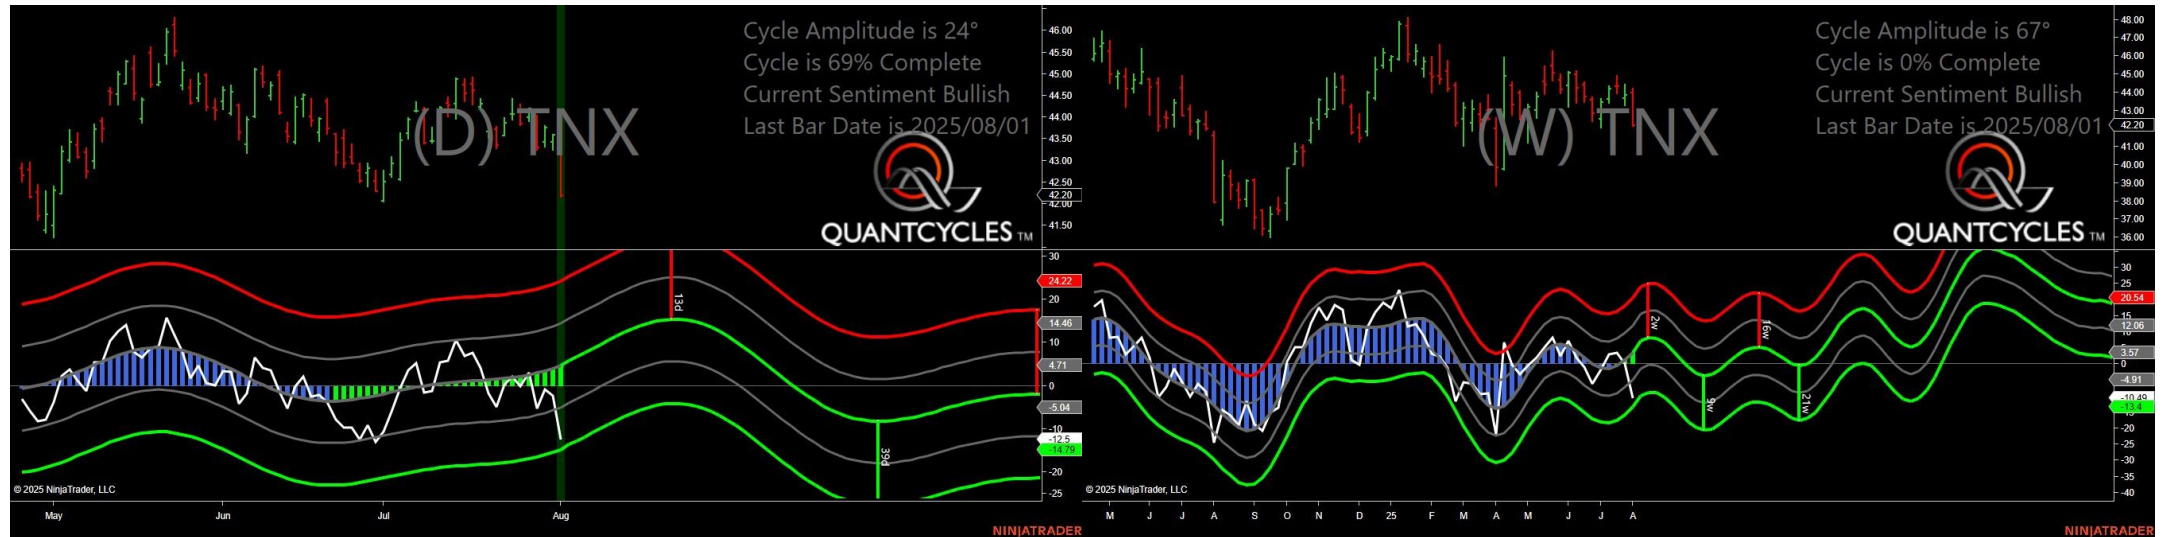 Cycle Amplitude is 24°
Cycle is 69% Complete
Current Sentiment Bullish
Last Bar Date is 2025/08/01
(D) TNX
QUANTCYCLES TM
46.00
45.50
45.00
44.50
44.00
43.50
43.00
42.50
42.20
42.00
41.50
30
24.22
20
14.46
10
4.71
0
-5.04
-10
-12.5
-14.79
-20
-25
13d
39d
© 2025 NinjaTrader, LLC
May Jun Jul Aug
NINJATRADER
Cycle Amplitude is 67°
Cycle is 0% Complete
Current Sentiment Bullish
Last Bar Date is 2025/08/01
(W) TNX
QUANTCYCLES TM
48.00
47.00
46.00
45.00
44.00
43.00
42.20
41.00
40.00
39.00
38.00
37.00
36.00
30
25
20.54
15
12.06
3.57
0
-4.91
-10.49
-13.4
-20
-25
-30
-35
-40
2w
9w
16w
21w
© 2025 NinjaTrader, LLC
M J J A S O N D 25 F M A M J J A
NINJATRADER